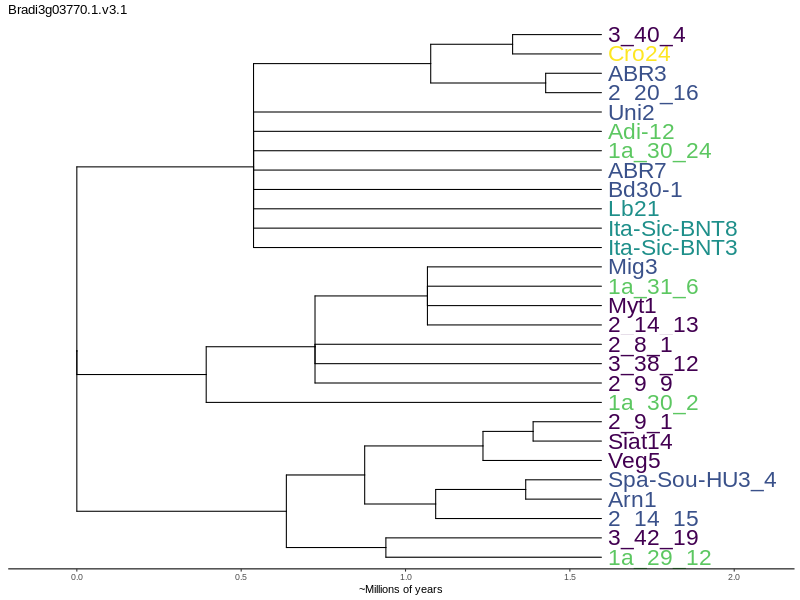 Bradi3g03770.1.v3.1
3_40_4
Cro24
ABR3
2_20_16
Uni2
Adi-12
1a_30_24
ABR7
Bd30-1
Lb21
Ita-Sic-BNT8
Ita-Sic-BNT3
Mig3
1a_31_6
Myt1
2_14_13
2_8_1
3_38_12
2_9_9
1a_30_2
2_9_1
Siat14
Veg5
Spa-Sou-HU3_4
Arn1
2_14_15
3_42_19
1a_29_12
0.0 0.5 1.0 1.5 2.0
~Millions of years